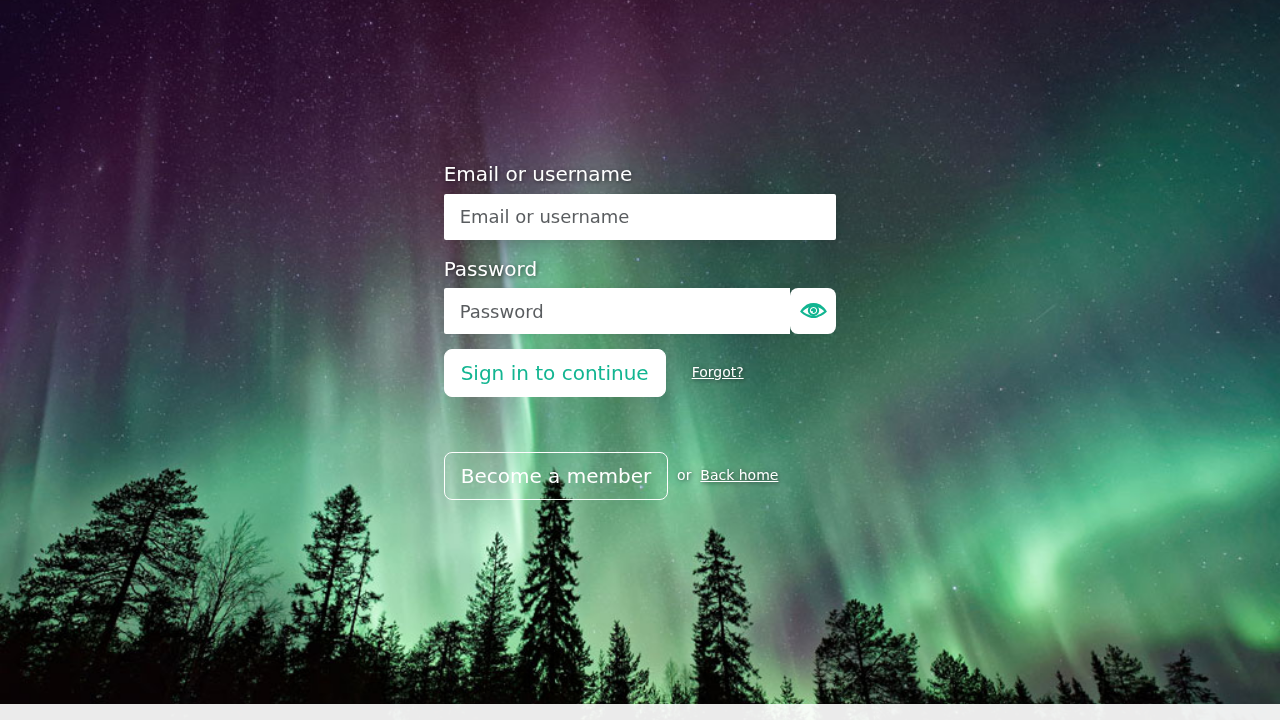 Email or username
Email or username
Password
Password
Sign in to continue Forgot?
Become a member or Back home